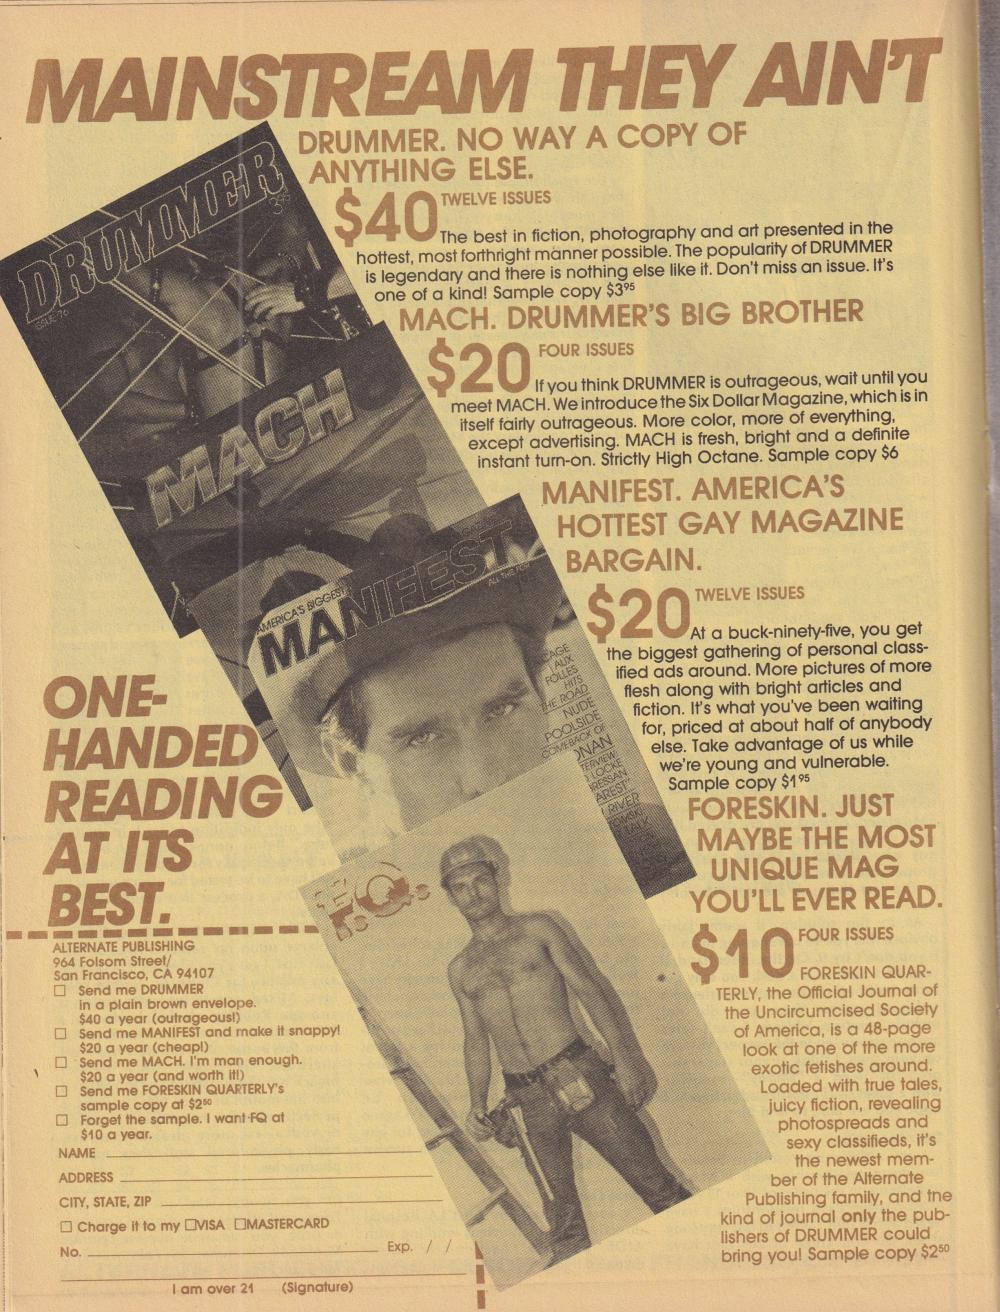 MAINSTREAM THEY AIN'T
DRUMMER. NO WAY A COPY OF
ANYTHING ELSE.
$40 TWELVE ISSUES
The best in fiction, photography and art presented in the
hottest, most forthright manner possible. The popularity of DRUMMER
is legendary and there is nothing else like it. Don't miss an issue. It's
one of a kind! Sample copy $3⁹⁵
MACH. DRUMMER'S BIG BROTHER
$20 FOUR ISSUES
If you think DRUMMER is outrageous, wait until you
meet MACH. We introduce the Six Dollar Magazine, which is in
itself fairly outrageous. More color, more of everything,
except advertising. MACH is fresh, bright and a definite
instant turn-on. Strictly High Octane. Sample copy $6
MANIFEST. AMERICA'S
HOTTEST GAY MAGAZINE
BARGAIN.
$20 TWELVE ISSUES
At a buck-ninety-five, you get
the biggest gathering of personal class-
ified ads around. More pictures of more
flesh along with bright articles and
fiction. It's what you've been waiting
for, priced at about half of anybody
else. Take advantage of us while
we're young and vulnerable.
Sample copy $1⁹⁵
FORESKIN. JUST
MAYBE THE MOST
UNIQUE MAG
YOU'LL EVER READ.
$10 FOUR ISSUES
FORESKIN QUAR-
TERLY, the Official Journal of
the Uncircumcised Society
of America, is a 48-page
look at one of the more
exotic fetishes around.
Loaded with true tales,
juicy fiction, revealing
photospreads and
sexy classifieds, it's
the newest mem-
ber of the Alternate
Publishing family, and the
kind of journal only the pub-
lishers of DRUMMER could
bring you! Sample copy $2⁵⁰
DRUMMER
MACH
AMERICA'S BIGGEST
MANIFEST
FOLLES
HITS
THE ROAD
NUDE
POOLSIDE
COMEBACK OF
RIVER
TALK
ONE-
HANDED
READING
AT ITS
BEST.
ALTERNATE PUBLISHING
964 Folsom Street/
San Francisco, CA 94107
☐ Send me DRUMMER
in a plain brown envelope.
$40 a year (outrageous!)
☐ Send me MANIFEST and make it snappy!
$20 a year (cheap!)
☐ Send me MACH. I'm man enough.
$20 a year (and worth it!)
☐ Send me FORESKIN QUARTERLY's
sample copy at $2⁵⁰
☐ Forget the sample. I want FQ at
$10 a year.
NAME
ADDRESS
CITY, STATE, ZIP
☐ Charge it to my ☐VISA ☐MASTERCARD
No. Exp. / /
I am over 21 (Signature)